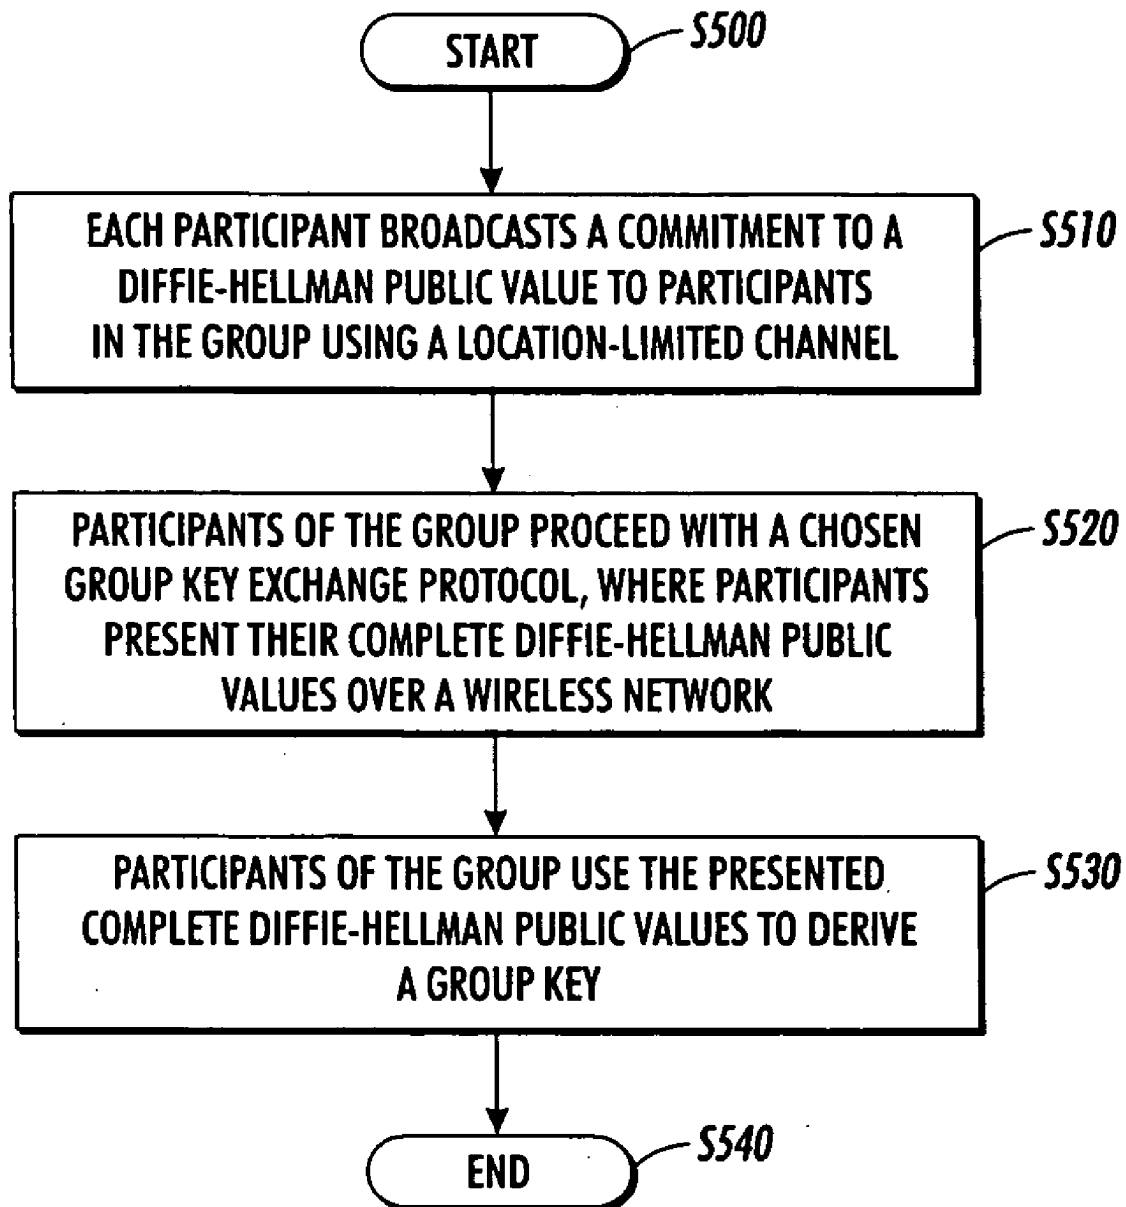 START
S500
EACH PARTICIPANT BROADCASTS A COMMITMENT TO A
DIFFIE-HELLMAN PUBLIC VALUE TO PARTICIPANTS
IN THE GROUP USING A LOCATION-LIMITED CHANNEL
S510
PARTICIPANTS OF THE GROUP PROCEED WITH A CHOSEN
GROUP KEY EXCHANGE PROTOCOL, WHERE PARTICIPANTS
PRESENT THEIR COMPLETE DIFFIE-HELLMAN PUBLIC
VALUES OVER A WIRELESS NETWORK
S520
PARTICIPANTS OF THE GROUP USE THE PRESENTED
COMPLETE DIFFIE-HELLMAN PUBLIC VALUES TO DERIVE
A GROUP KEY
S530
END
S540